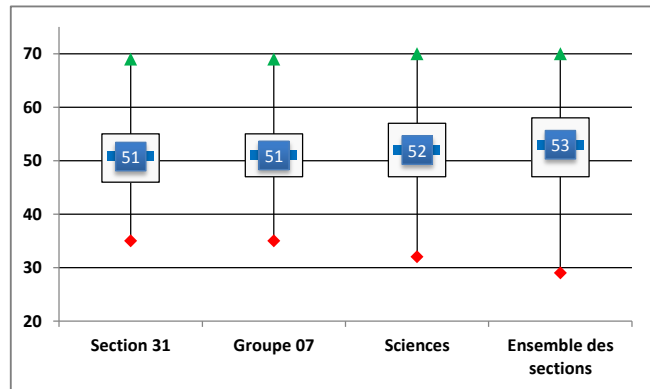 70
60
50
40
30
20
51
51
52
53
Section 31
Groupe 07
Sciences
Ensemble des
sections